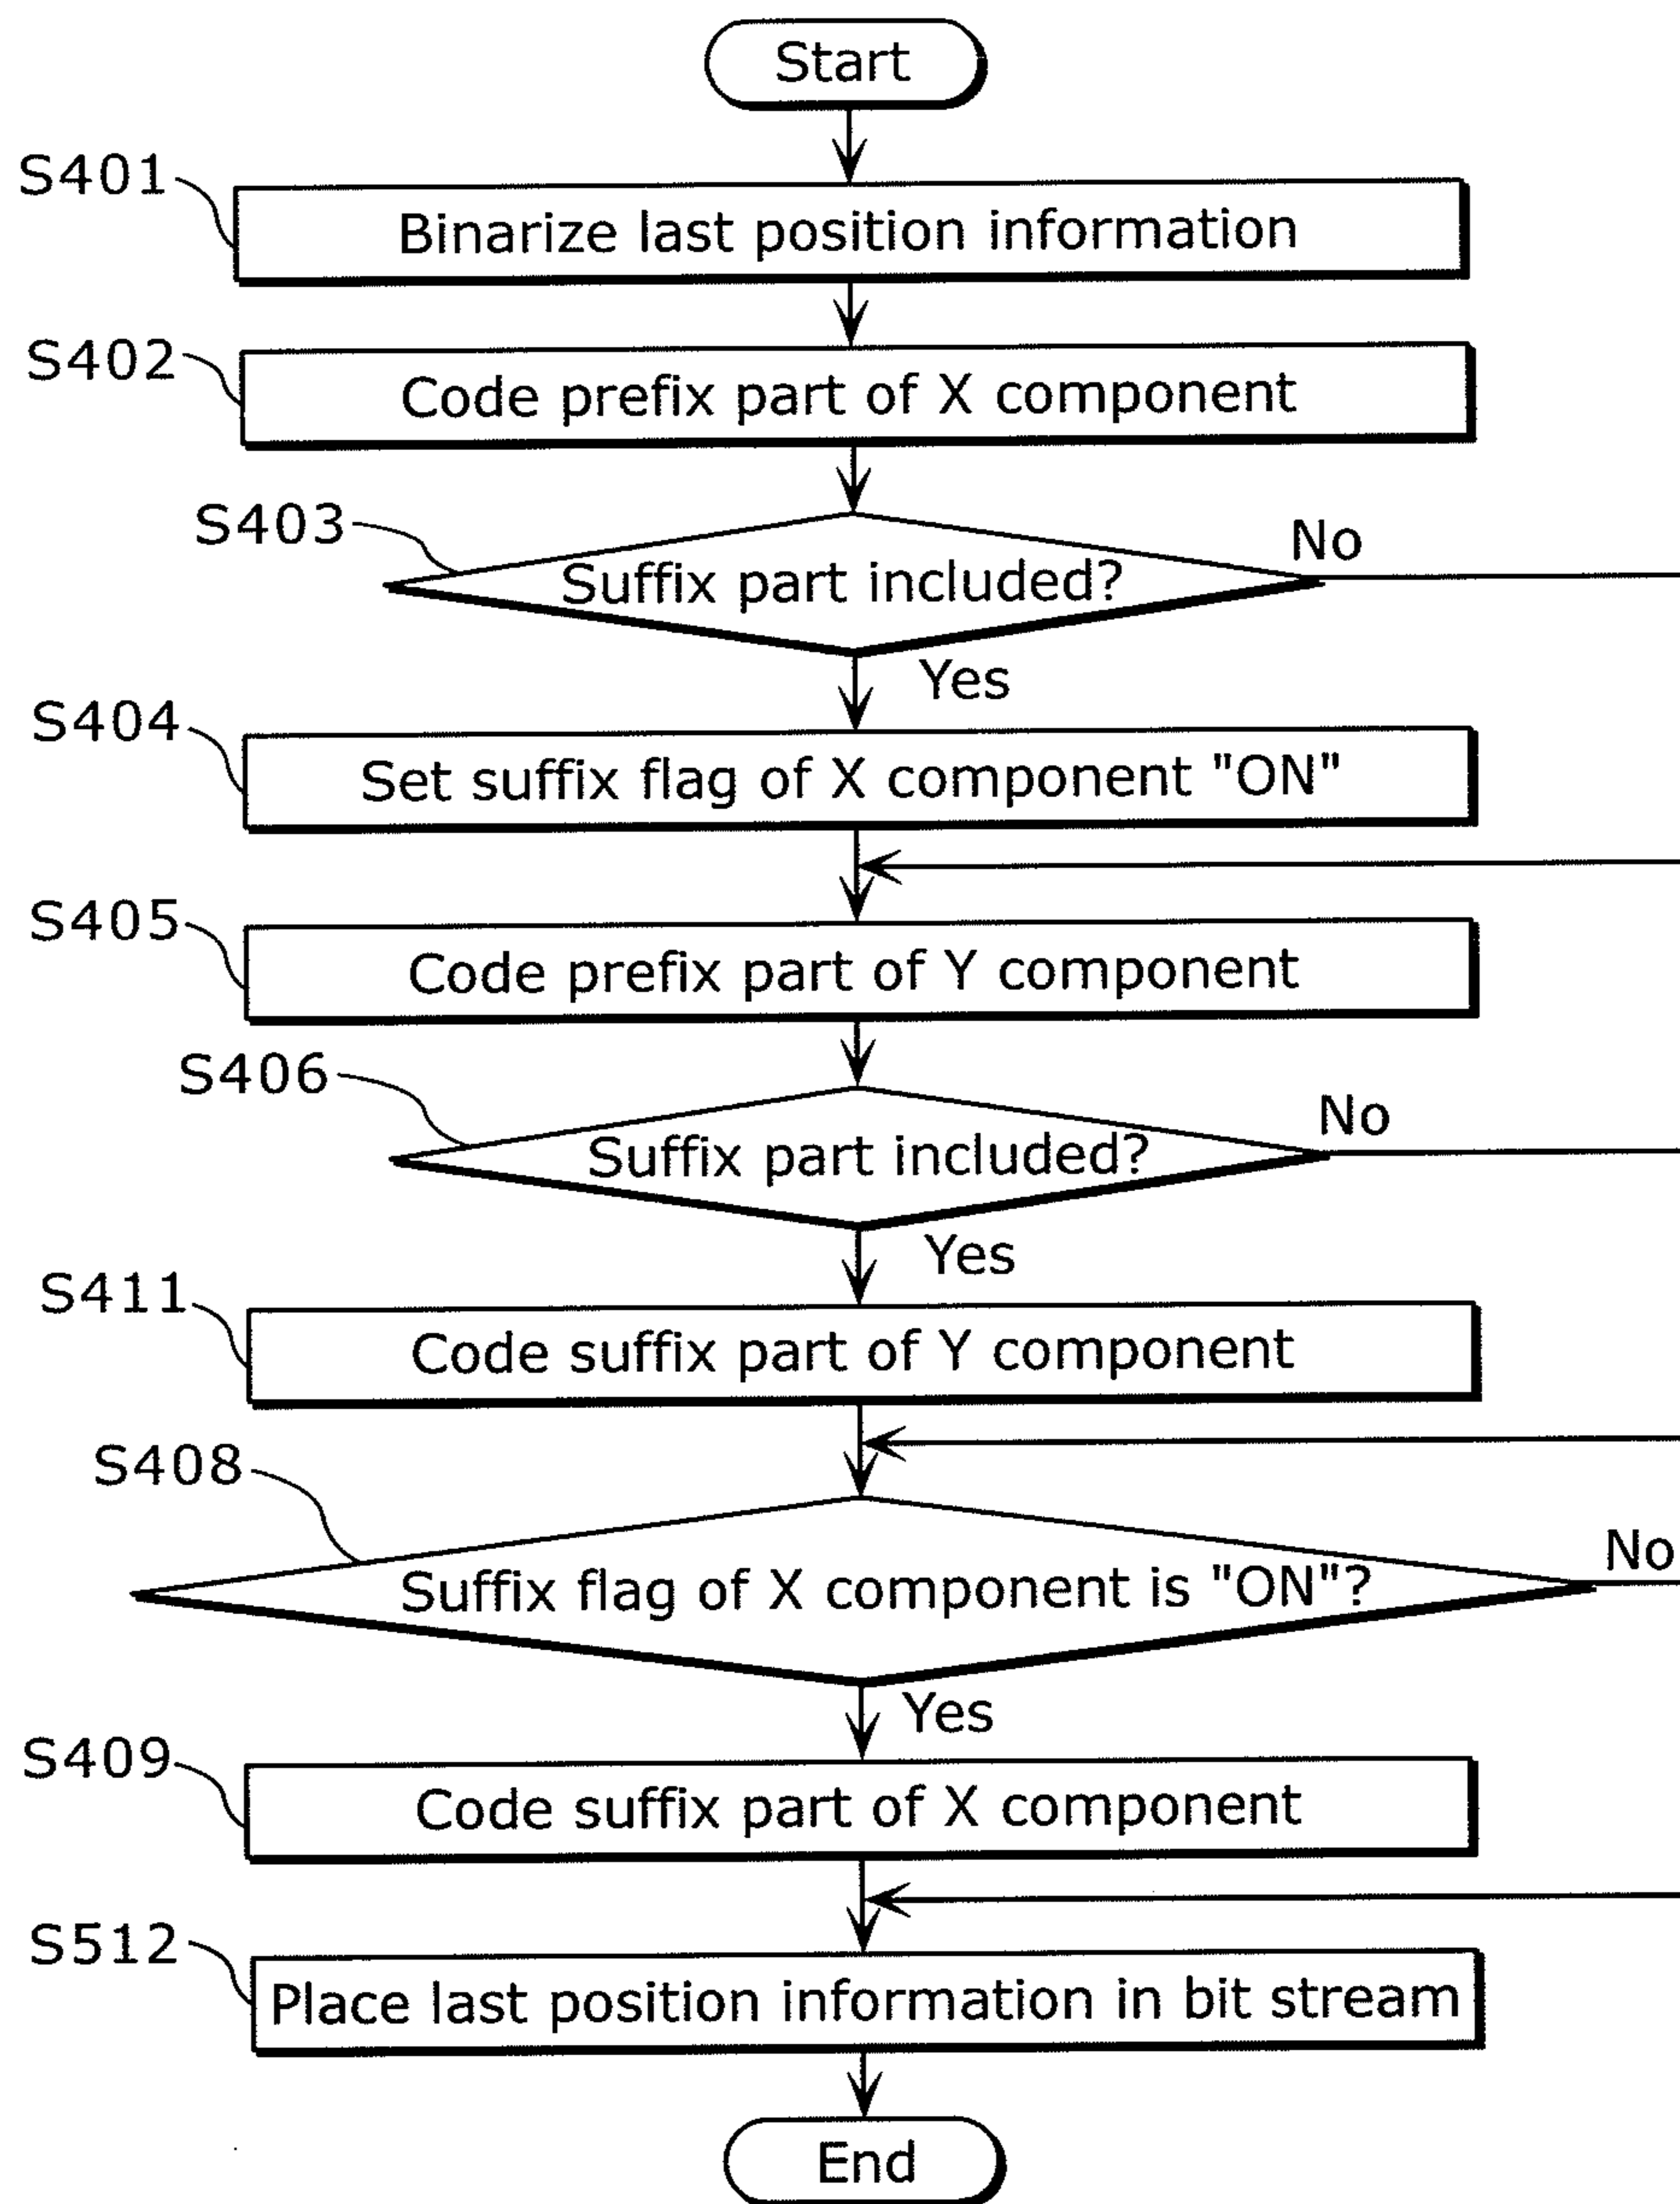 Start
S401
Binarize last position information
S402
Code prefix part of X component
S403
Suffix part included?
No
Yes
S404
Set suffix flag of X component "ON"
S405
Code prefix part of Y component
S406
Suffix part included?
No
Yes
S411
Code suffix part of Y component
S408
Suffix flag of X component is "ON"?
No
Yes
S409
Code suffix part of X component
S512
Place last position information in bit stream
End